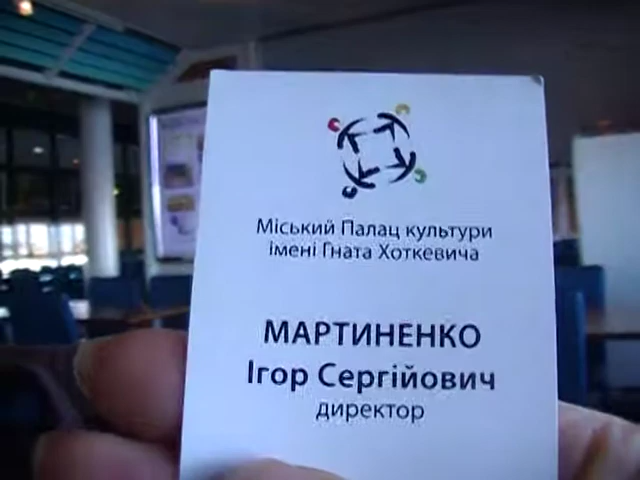 Міський Палац культури
імені Гната Хоткевича
МАРТИНЕНКО
Ігор Сергійович
директор